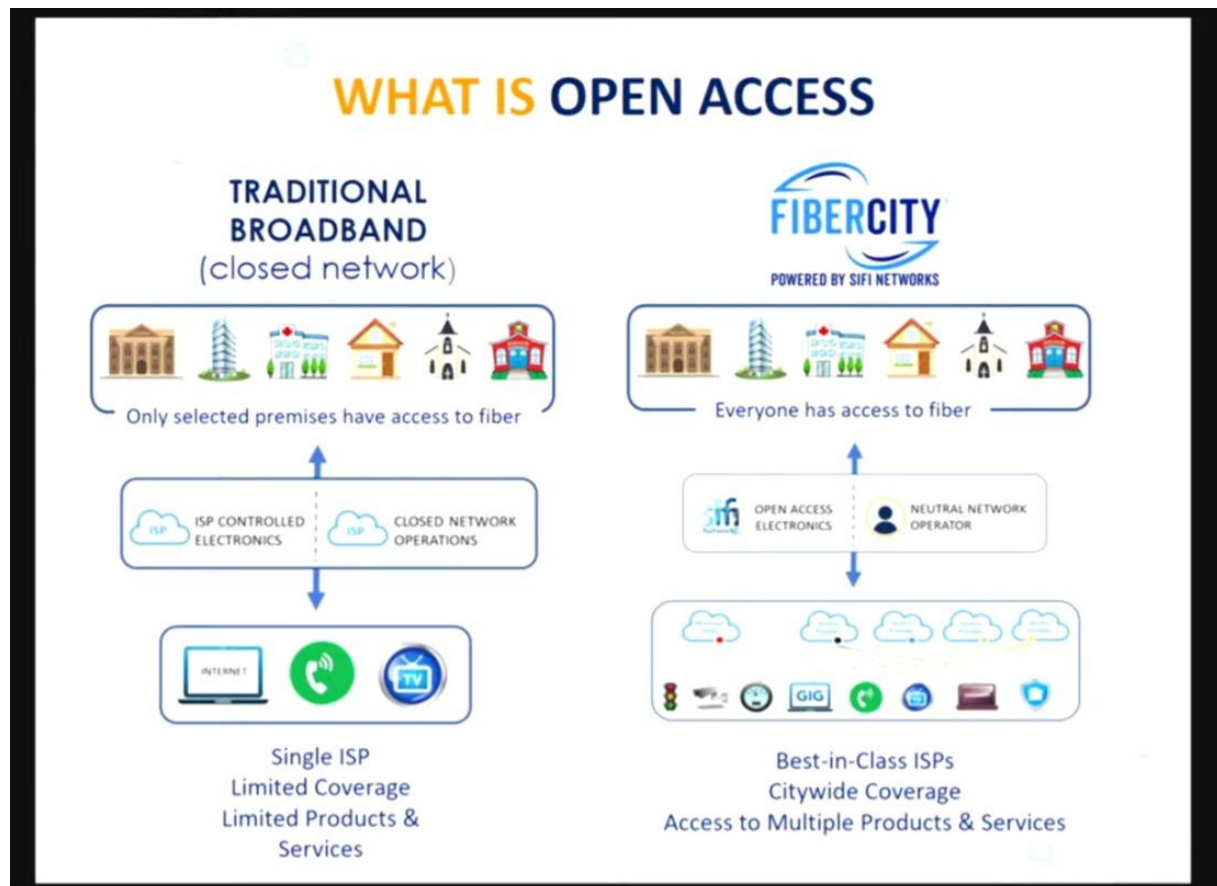 WHAT IS OPEN ACCESS
TRADITIONAL
BROADBAND
(closed network)
Only selected premises have access to fiber
ISP
ISP CONTROLLED
ELECTRONICS
ISP
CLOSED NETWORK
OPERATIONS
INTERNET
TV
Single ISP
Limited Coverage
Limited Products &
Services
FIBERCITY
POWERED BY SIFI NETWORKS
Everyone has access to fiber
sifi
OPEN ACCESS
ELECTRONICS
NEUTRAL NETWORK
OPERATOR
GIG
Best-in-Class ISPs
Citywide Coverage
Access to Multiple Products & Services